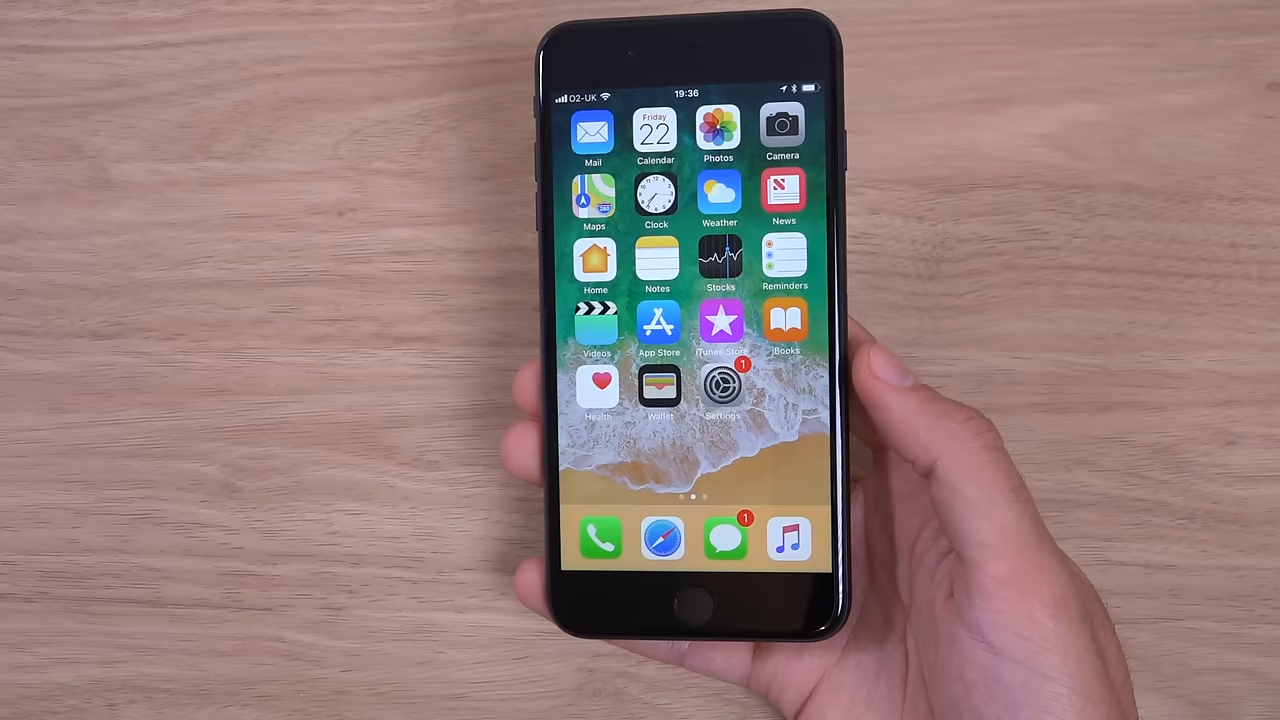 O2-UK 19:36
Friday
22
Mail Calendar Photos Camera
Maps Clock Weather News
Home Notes Stocks Reminders
Videos App Store iTunes Store iBooks
1
Health Wallet Settings
1